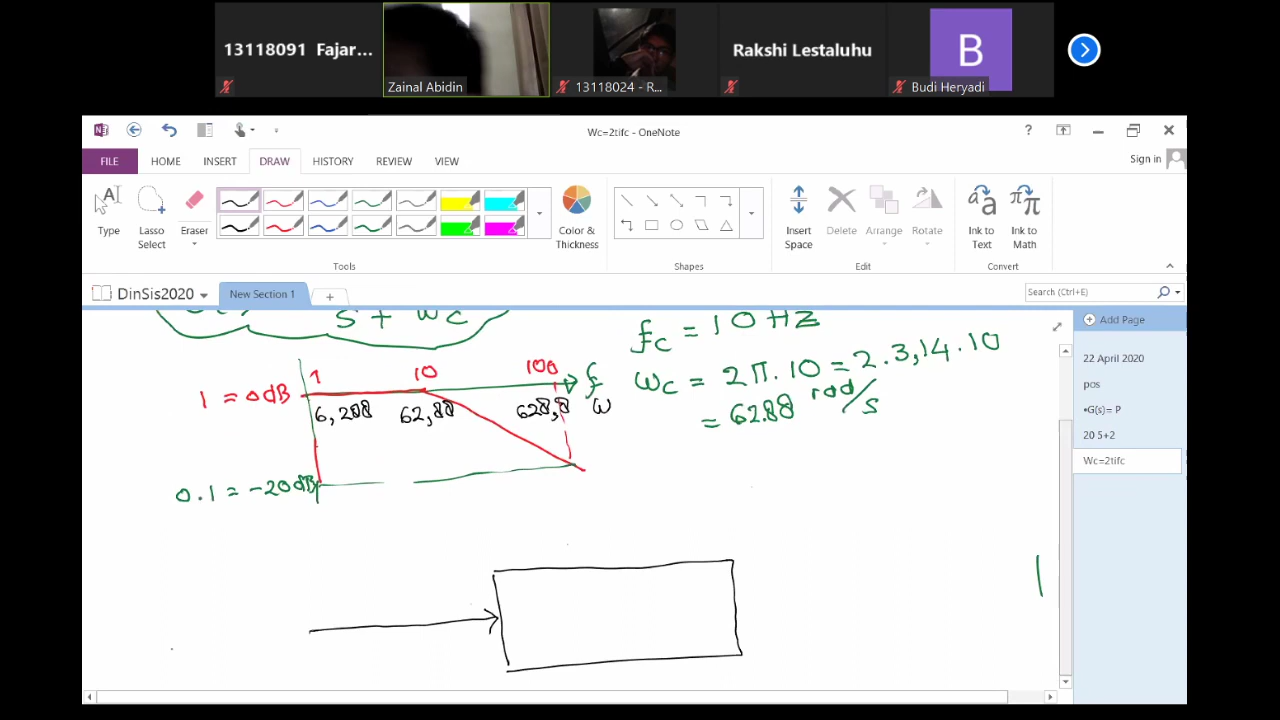 13118091 Fajar...
Zainal Abidin
13118024 - R...
Rakshi Lestaluhu
B
Budi Heryadi
Wc=2tifc - OneNote
?
Sign in
FILE
HOME
INSERT
DRAW
HISTORY
REVIEW
VIEW
Type
Lasso Select
Eraser
Color & Thickness
Insert Space
Delete
Arrange
Rotate
Ink to Text
Ink to Math
Tools
Shapes
Edit
Convert
DinSis2020
New Section 1
Search (Ctrl+E)
Add Page
22 April 2020
pos
•G(s)= P
20 5+2
Wc=2tifc
S + Wc
fc = 10 Hz
ωc = 2π.10 = 2.3,14.10
= 62.88 rad/s
1 10 100 f
1 = 0dB
6,288 62,88 628,8 ω
0.1 = -20dB